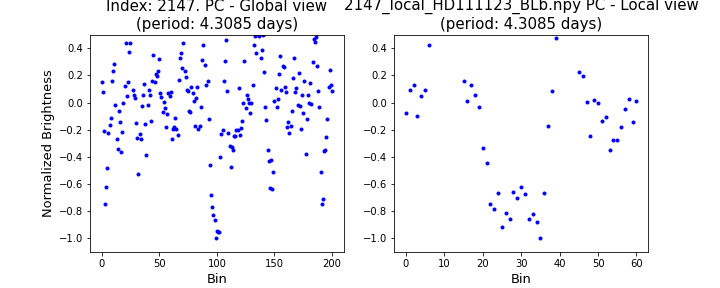 Index: 2147. PC - Global view
(period: 4.3085 days)
2147_local_HD111123_BLb.npy PC - Local view
(period: 4.3085 days)
Normalized Brightness
0.4
0.2
0.0
−0.2
−0.4
−0.6
−0.8
−1.0
0 50 100 150 200
Bin
0.4
0.2
0.0
−0.2
−0.4
−0.6
−0.8
−1.0
0 10 20 30 40 50 60
Bin